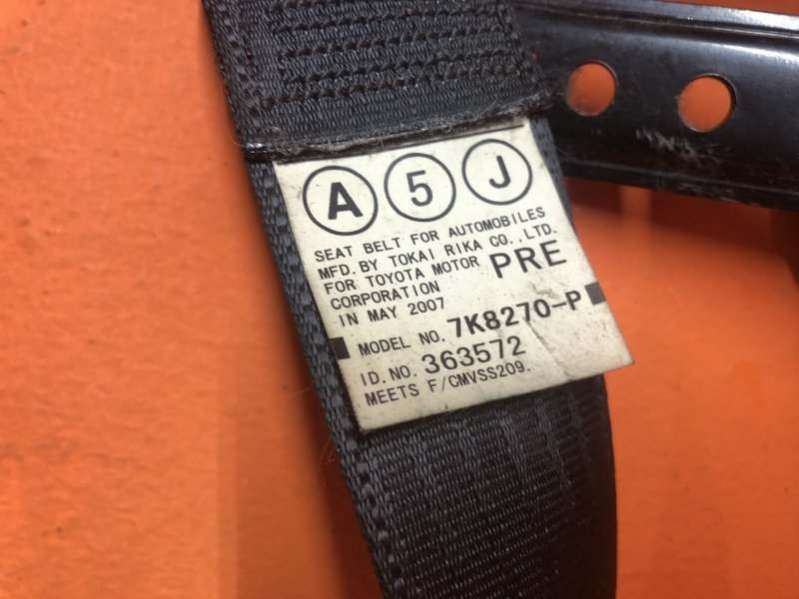 A 5 J
SEAT BELT FOR AUTOMOBILES
MFD. BY TOKAI RIKA CO., LTD.
FOR TOYOTA MOTOR PRE
CORPORATION
IN MAY 2007
MODEL NO. 7K8270-P
ID. NO. 363572
MEETS F/CMVSS209.